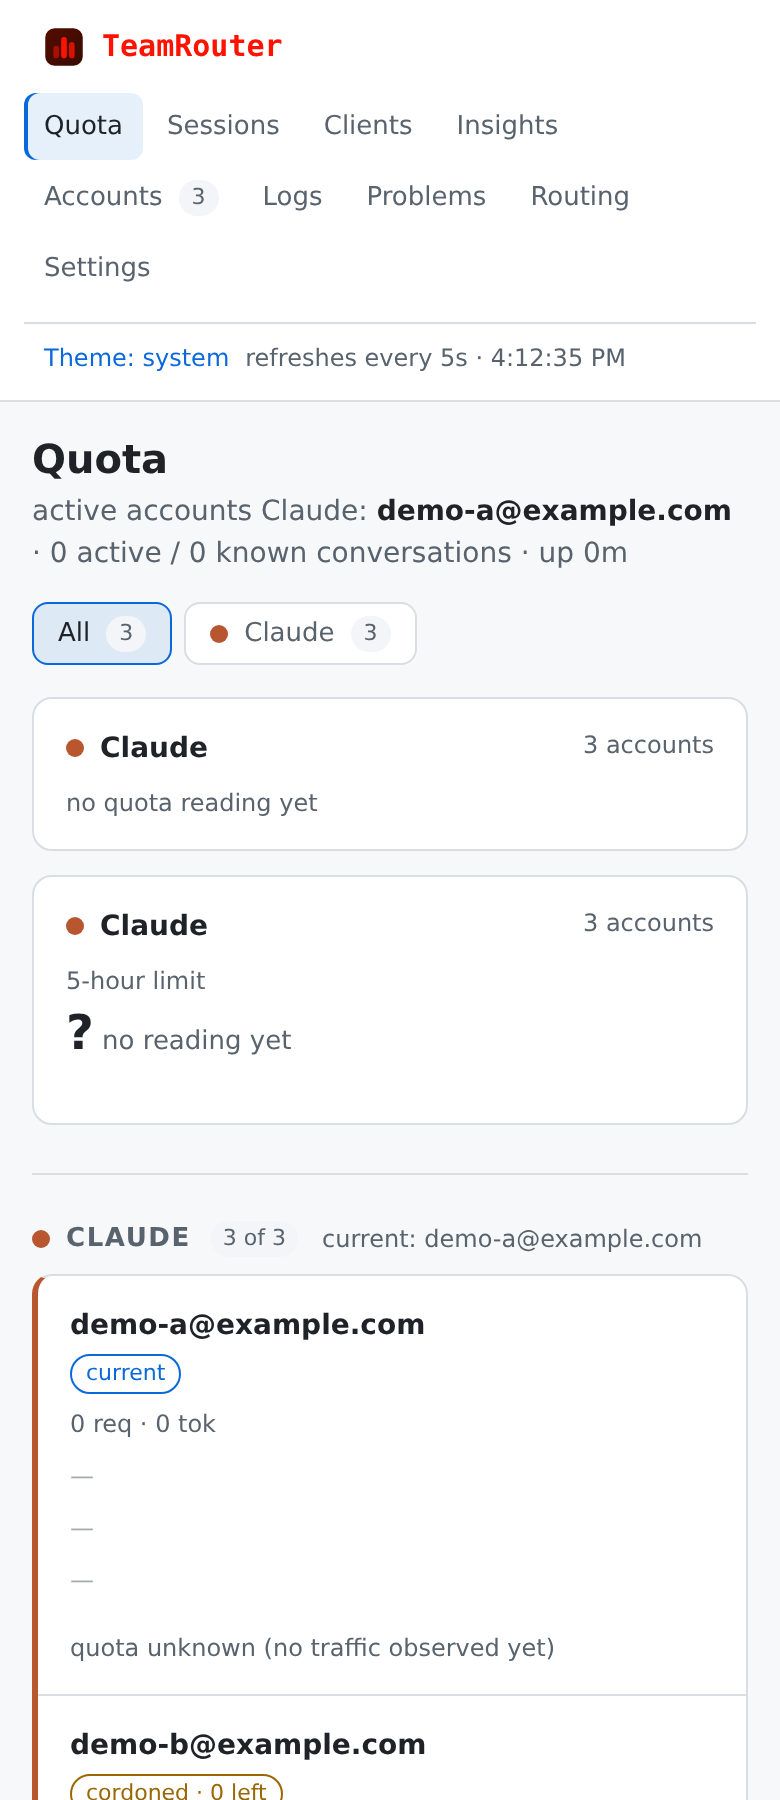 TeamRouter
Quota Sessions Clients Insights
Accounts 3 Logs Problems Routing
Settings
Theme: system refreshes every 5s · 4:12:35 PM
Quota
active accounts Claude: demo-a@example.com
· 0 active / 0 known conversations · up 0m
All 3 Claude 3
Claude 3 accounts
no quota reading yet
Claude 3 accounts
5-hour limit
? no reading yet
CLAUDE 3 of 3 current: demo-a@example.com
demo-a@example.com
current
0 req · 0 tok
—
—
—
quota unknown (no traffic observed yet)
demo-b@example.com
cordoned · 0 left